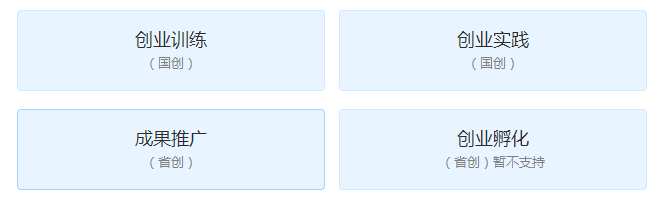 创业训练
（国创）
创业实践
（国创）
成果推广
（省创）
创业孵化
（省创）暂不支持